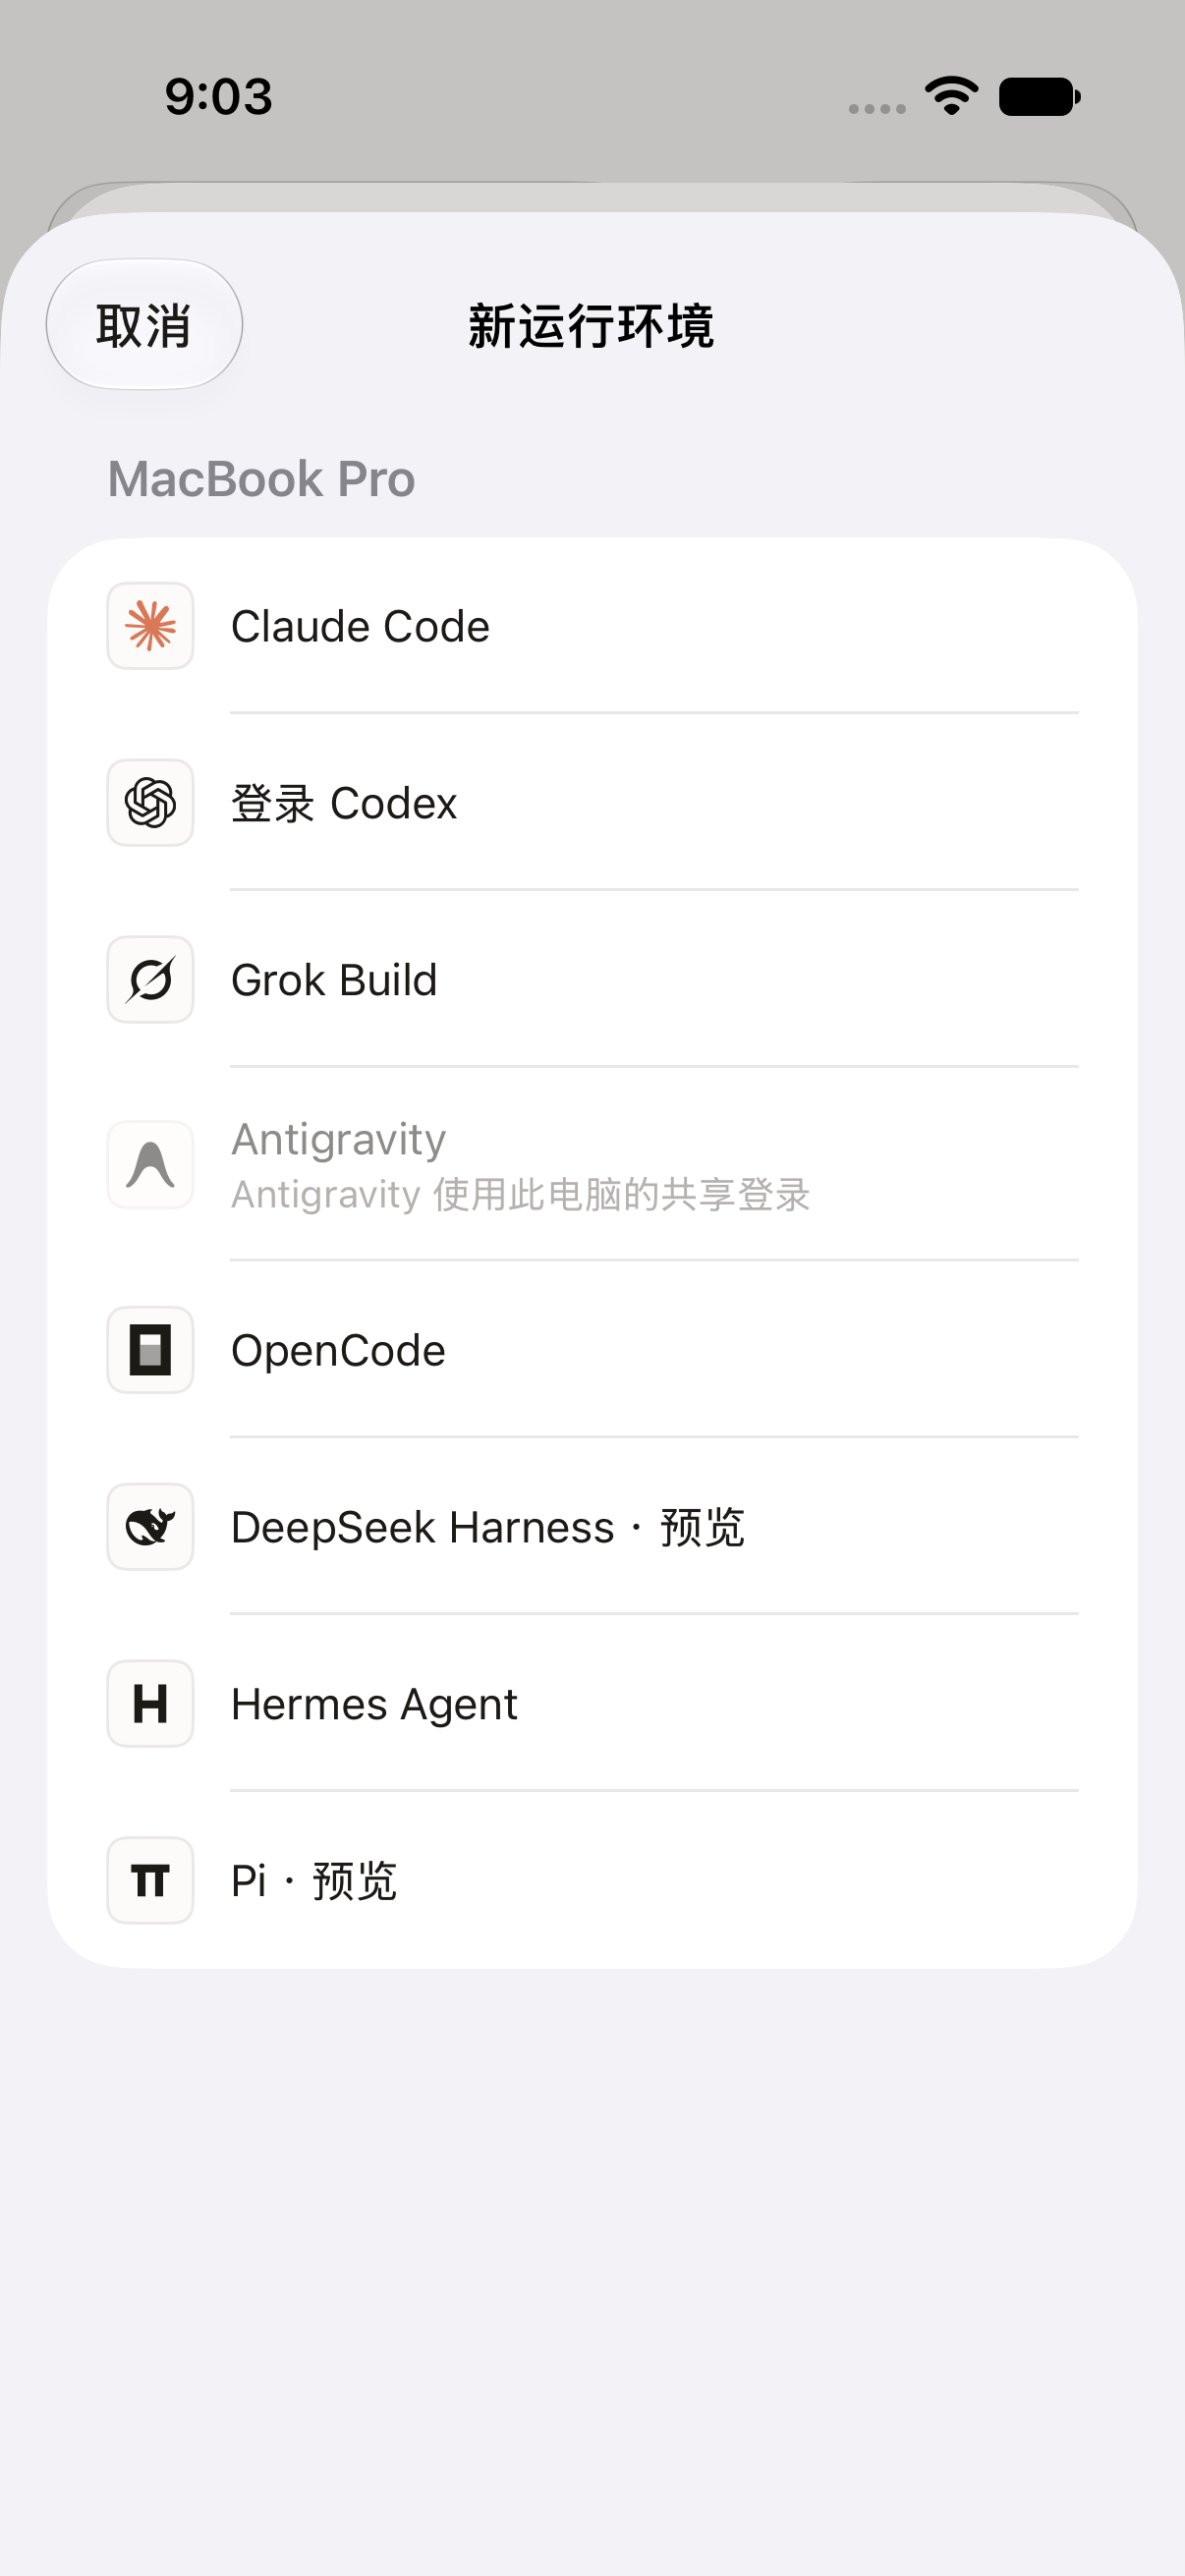 9:03
取消
新运行环境
MacBook Pro
Claude Code
登录 Codex
Grok Build
Antigravity
Antigravity 使用此电脑的共享登录
OpenCode
DeepSeek Harness · 预览
H
Hermes Agent
Pi · 预览